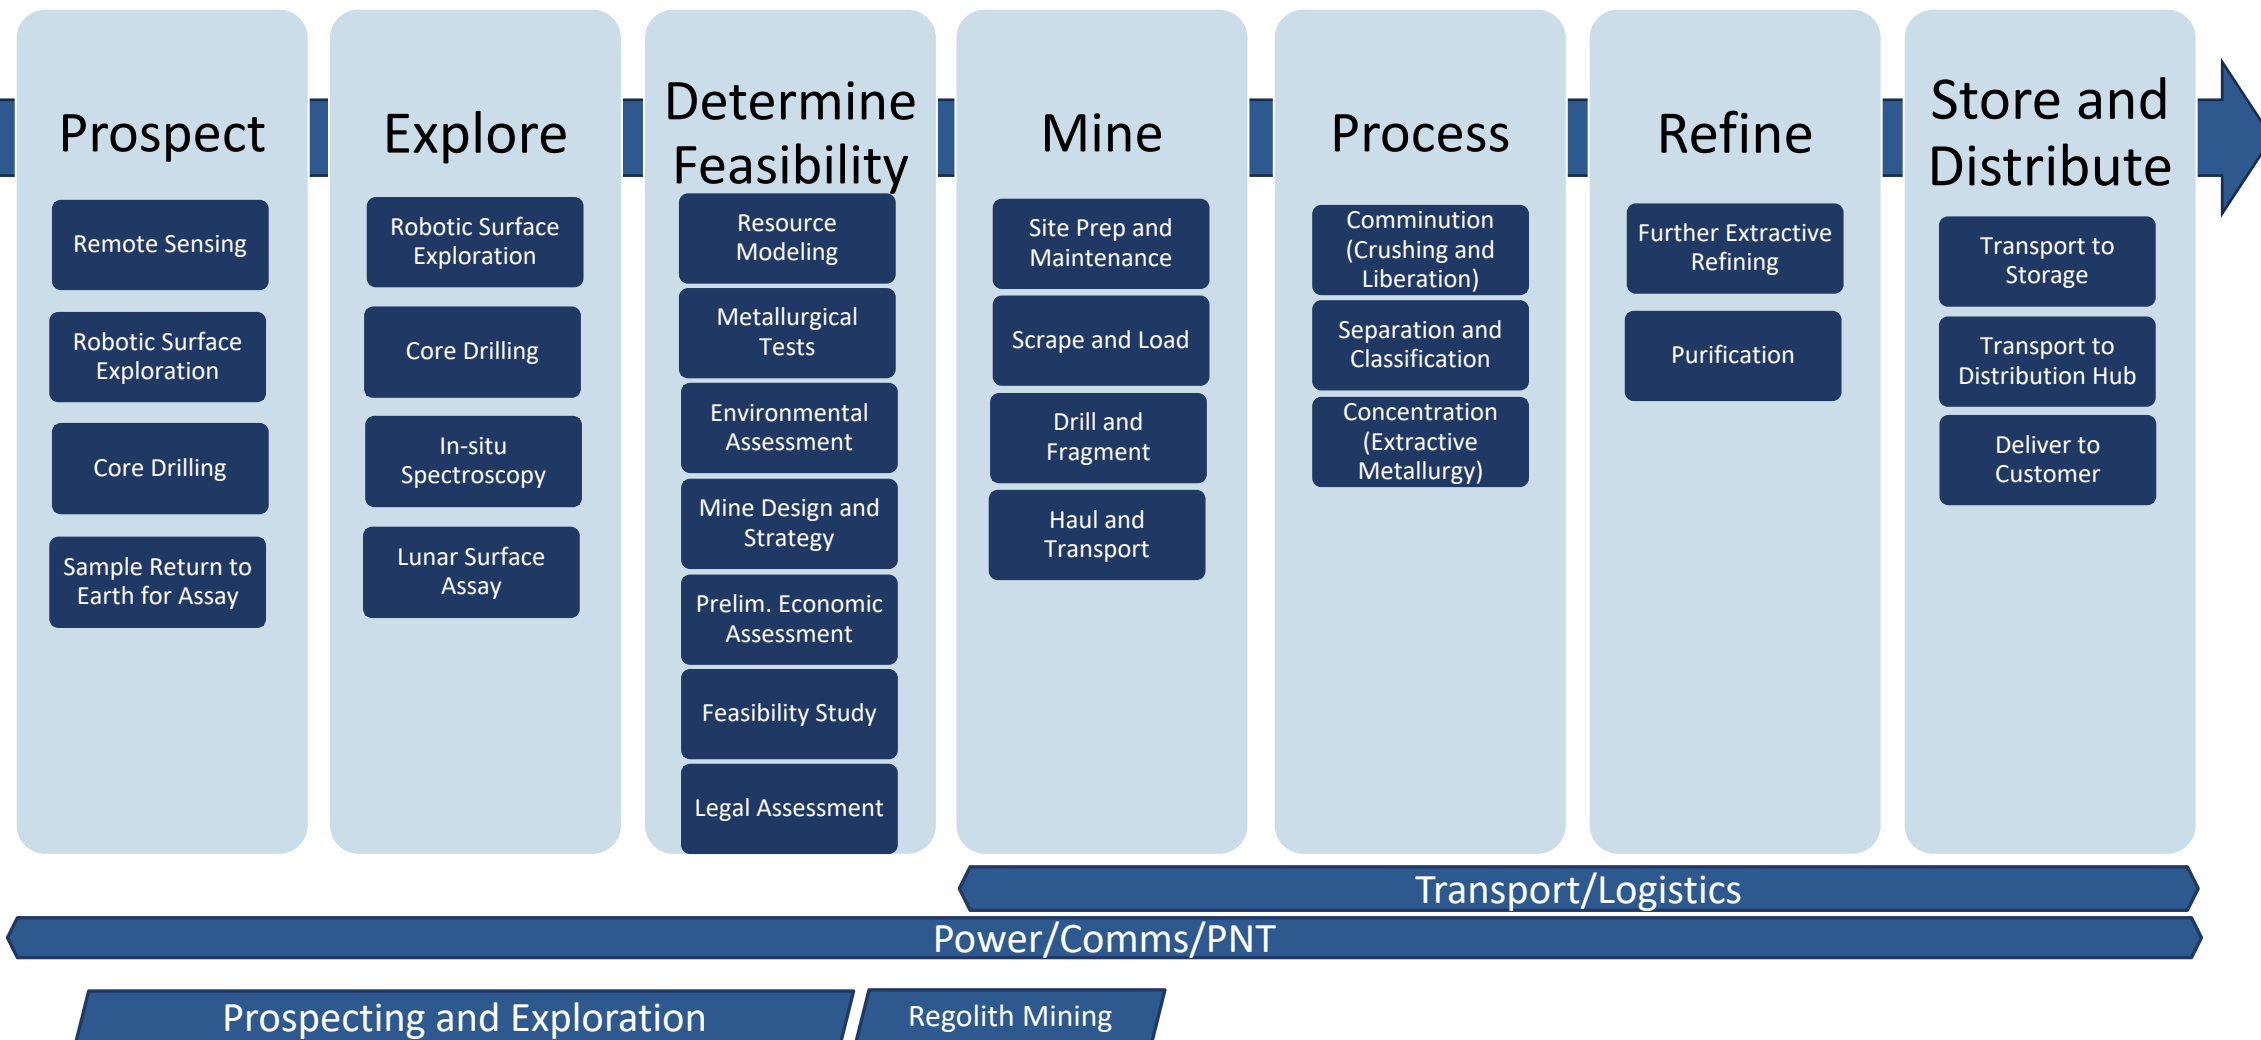 Prospect
Remote Sensing
Robotic Surface
Exploration
Core Drilling
Sample Return to
Earth for Assay
Explore
Robotic Surface
Exploration
Core Drilling
In-situ
Spectroscopy
Lunar Surface
Assay
Determine
Feasibility
Resource
Modeling
Metallurgical
Tests
Environmental
Assessment
Mine Design and
Strategy
Prelim. Economic
Assessment
Feasibility Study
Legal Assessment
Mine
Site Prep and
Maintenance
Scrape and Load
Drill and
Fragment
Haul and
Transport
Process
Comminution
(Crushing and
Liberation)
Separation and
Classification
Concentration
(Extractive
Metallurgy)
Refine
Further Extractive
Refining
Purification
Store and
Distribute
Transport to
Storage
Transport to
Distribution Hub
Deliver to
Customer
Transport/Logistics
Power/Comms/PNT
Prospecting and Exploration
Regolith Mining